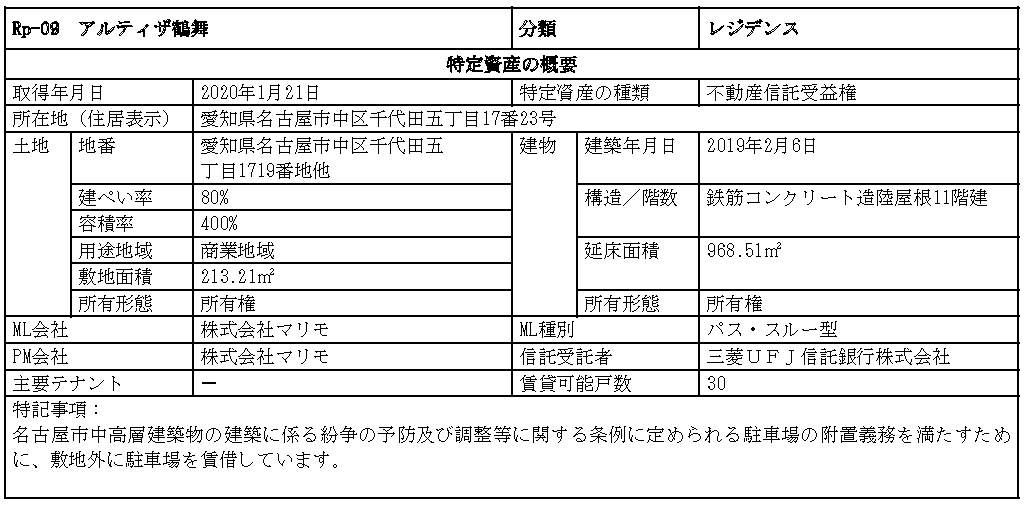 Rp-09 アルティザ鶴舞 分類 レジデンス
特定資産の概要
取得年月日 2020年1月21日 特定資産の種類 不動産信託受益権
所在地（住居表示） 愛知県名古屋市中区千代田五丁目17番23号
土地 地番 愛知県名古屋市中区千代田五 建物 建築年月日 2019年2月6日
丁目1719番地他
建ぺい率 80% 構造／階数 鉄筋コンクリート造陸屋根11階建
容積率 400%
用途地域 商業地域 延床面積 968.51㎡
敷地面積 213.21㎡
所有形態 所有権 所有形態 所有権
ML会社 株式会社マリモ ML種別 パス・スルー型
PM会社 株式会社マリモ 信託受託者 三菱ＵＦＪ信託銀行株式会社
主要テナント － 賃貸可能戸数 30
特記事項：
名古屋市中高層建築物の建築に係る紛争の予防及び調整等に関する条例に定められる駐車場の附置義務を満たすため
に、敷地外に駐車場を賃借しています。